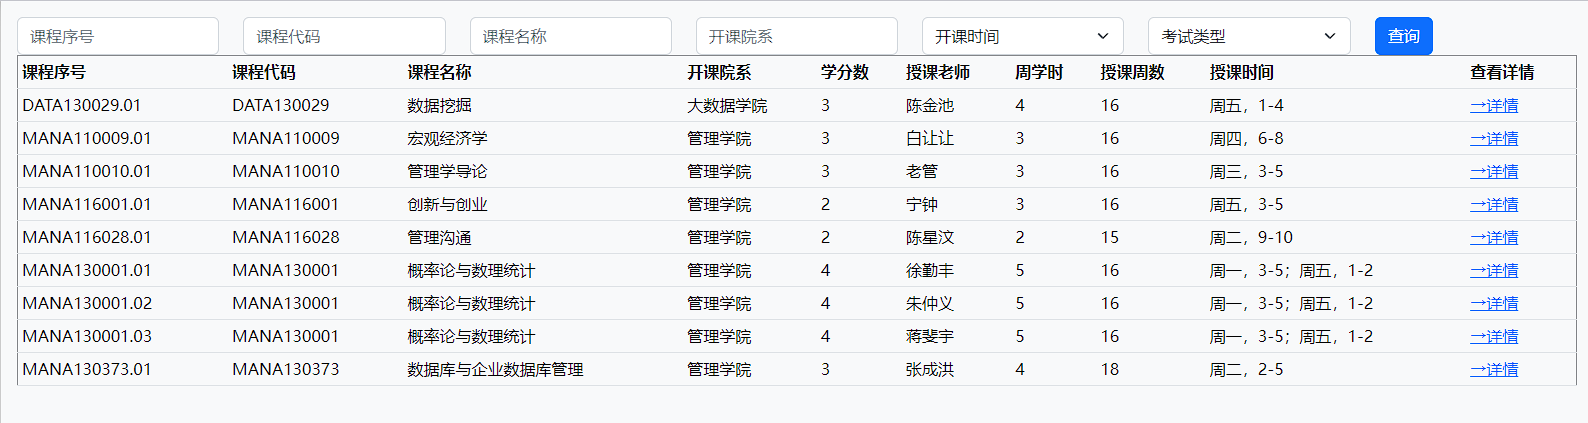 课程序号 课程代码 课程名称 开课院系 开课时间 考试类型 查询
课程序号 课程代码 课程名称 开课院系 学分数 授课老师 周学时 授课周数 授课时间 查看详情
DATA130029.01 DATA130029 数据挖掘 大数据学院 3 陈金池 4 16 周五，1-4 →详情
MANA110009.01 MANA110009 宏观经济学 管理学院 3 白让让 3 16 周四，6-8 →详情
MANA110010.01 MANA110010 管理学导论 管理学院 3 老管 3 16 周三，3-5 →详情
MANA116001.01 MANA116001 创新与创业 管理学院 2 宁钟 3 16 周五，3-5 →详情
MANA116028.01 MANA116028 管理沟通 管理学院 2 陈星汶 2 15 周二，9-10 →详情
MANA130001.01 MANA130001 概率论与数理统计 管理学院 4 徐勤丰 5 16 周一，3-5；周五，1-2 →详情
MANA130001.02 MANA130001 概率论与数理统计 管理学院 4 朱仲义 5 16 周一，3-5；周五，1-2 →详情
MANA130001.03 MANA130001 概率论与数理统计 管理学院 4 蒋斐宇 5 16 周一，3-5；周五，1-2 →详情
MANA130373.01 MANA130373 数据库与企业数据库管理 管理学院 3 张成洪 4 18 周二，2-5 →详情